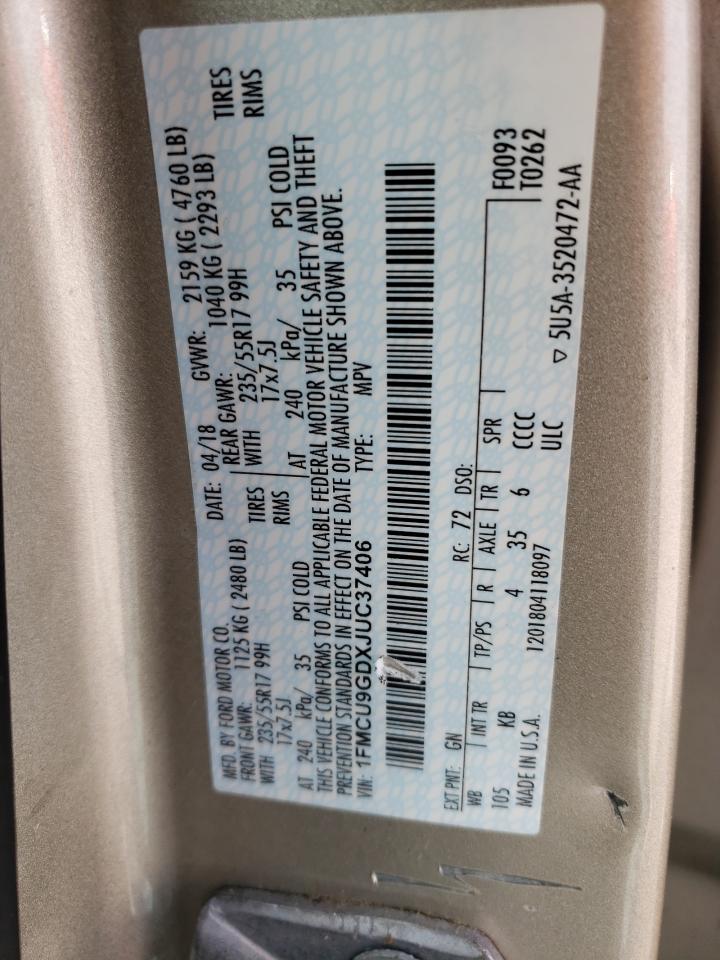 MFD. BY FORD MOTOR CO.
DATE: 04/18 GVWR: 2159 KG ( 4760 LB)
FRONT GAWR: 1125 KG ( 2480 LB)
REAR GAWR: 1040 KG ( 2293 LB)
WITH 235/55R17 99H TIRES
WITH 235/55R17 99H TIRES
17x7.5J RIMS
17x7.5J RIMS
AT 240 kPa/ 35 PSI COLD
AT 240 kPa/ 35 PSI COLD
THIS VEHICLE CONFORMS TO ALL APPLICABLE FEDERAL MOTOR VEHICLE SAFETY AND THEFT
PREVENTION STANDARDS IN EFFECT ON THE DATE OF MANUFACTURE SHOWN ABOVE.
VIN: 1FMCU9GDXJUC37406 TYPE: MPV
EXT PNT: GN RC: 72 DSO:
WB INT TR TP/PS R AXLE TR SPR F0093
105 KB 4 35 6 CCCC T0262
MADE IN U.S.A. 1201804118097 ULC
▽ 5U5A-3520472-AA